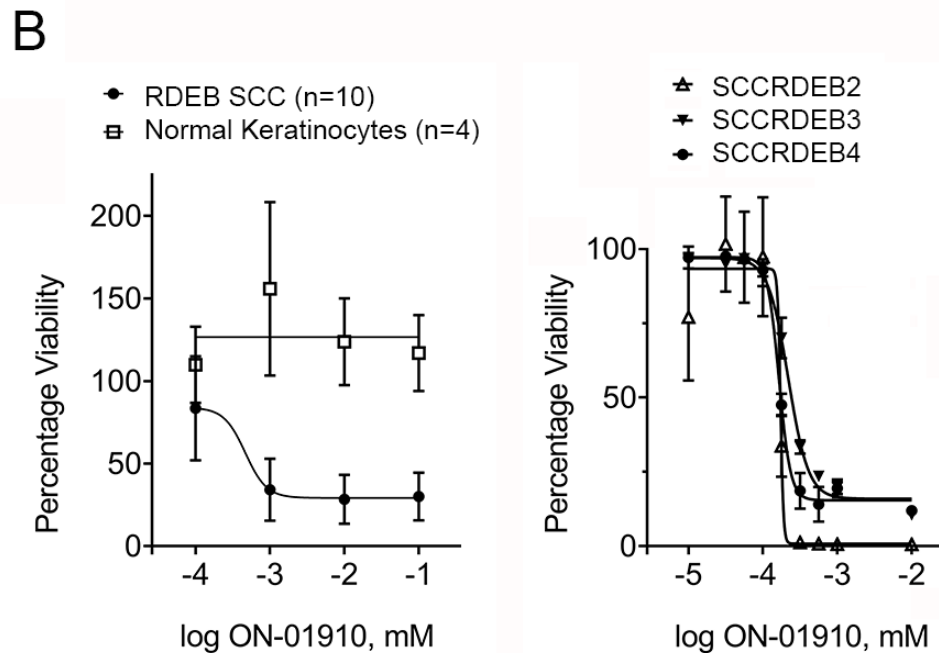 B
RDEB SCC (n=10)
Normal Keratinocytes (n=4)
Percentage Viability
200
150
100
50
0
-4 -3 -2 -1
log ON-01910, mM
SCCRDEB2
SCCRDEB3
SCCRDEB4
Percentage Viability
100
50
0
-5 -4 -3 -2
log ON-01910, mM